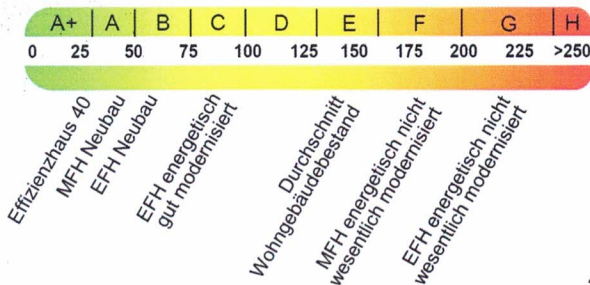 A+ A B C D E F G H
0 25 50 75 100 125 150 175 200 225 >250
Effizienzhaus 40
MFH Neubau
EFH Neubau
EFH energetisch
gut modernisiert
Durchschnitt
Wohngebäudebestand
MFH energetisch nicht
wesentlich modernisiert
EFH energetisch nicht
wesentlich modernisiert